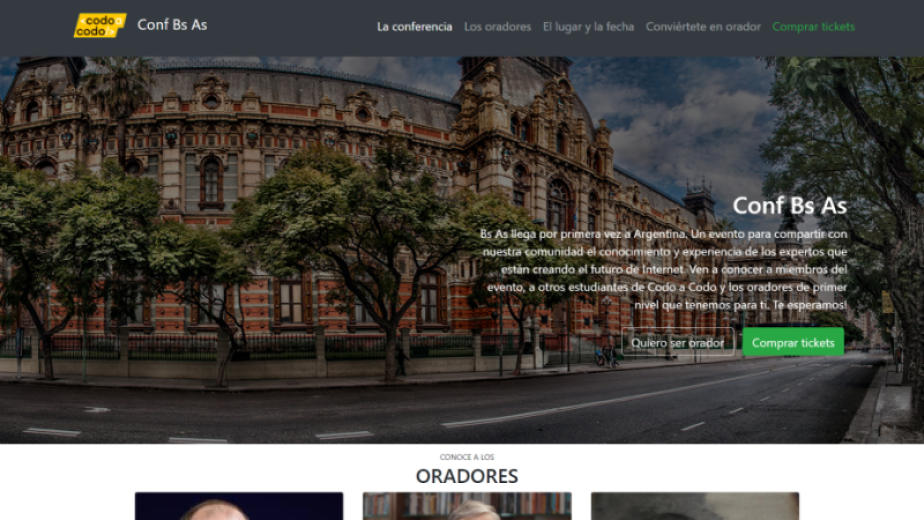 codo a
codo
Conf Bs As
La conferencia Los oradores El lugar y la fecha Conviértete en orador Comprar tickets
Conf Bs As
Bs As llega por primera vez a Argentina. Un evento para compartir con
nuestra comunidad el conocimiento y experiencia de los expertos que
están creando el futuro de Internet. Ven a conocer a miembros del
evento, a otros estudiantes de Codo a Codo y los oradores de primer
nivel que tenemos para ti. Te esperamos!
Quiero ser orador Comprar tickets
CONOCE A LOS
ORADORES